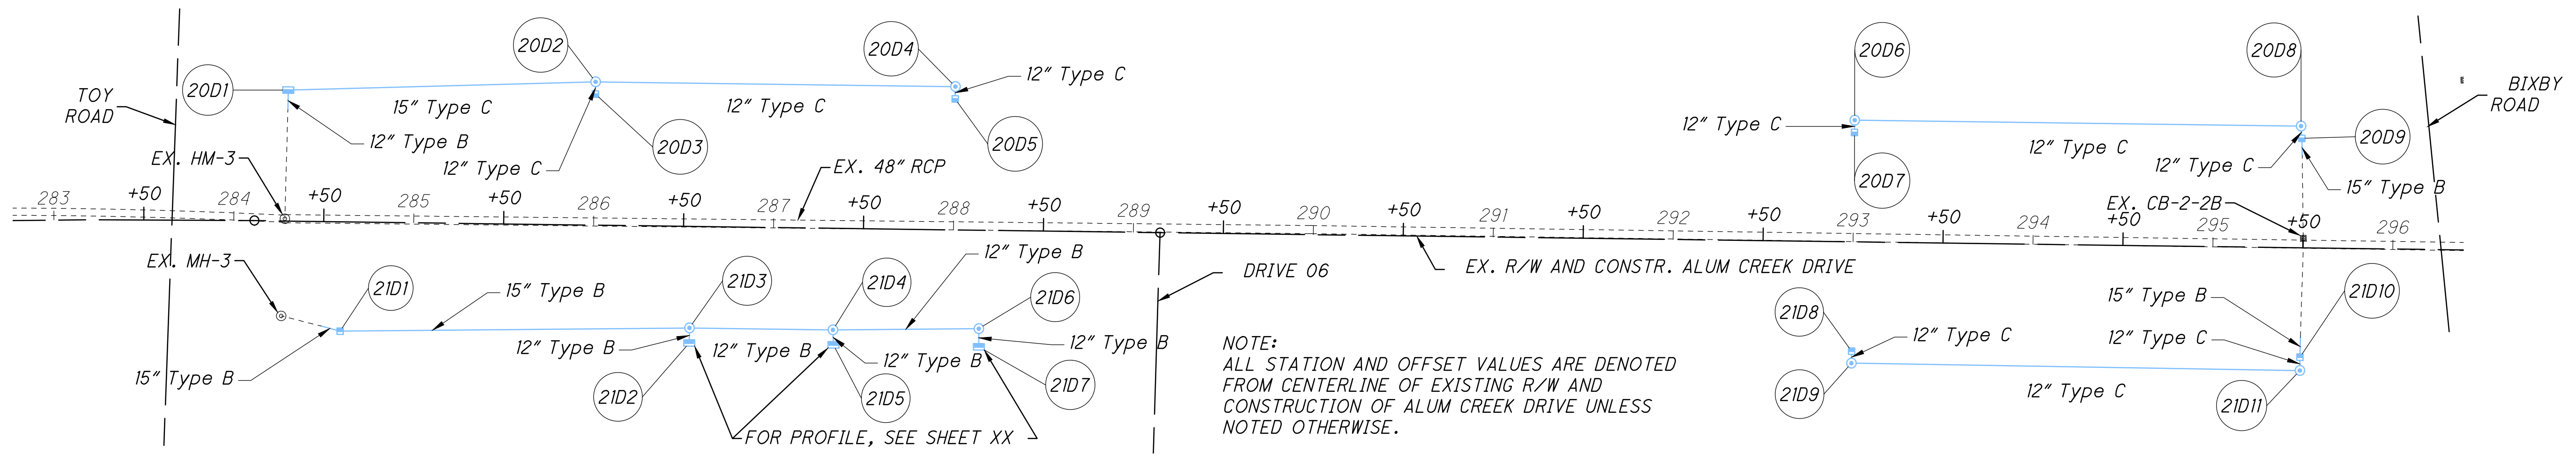 20D2
20D4
20D6
20D8
20D1
12" Type C
TOY
ROAD
15" Type C
12" Type C
BIXBY
ROAD
12" Type B
20D3
20D5
12" Type C
20D9
12" Type C
EX. HM-3
12" Type C
EX. 48" RCP
12" Type C
20D7
15" Type B
EX. CB-2-2B
283
+50
284
+50
285
+50
286
+50
287
+50
288
+50
289
+50
290
+50
291
+50
292
+50
293
+50
294
+50
295
+50
296
EX. MH-3
12" Type B
DRIVE 06
EX. R/W AND CONSTR. ALUM CREEK DRIVE
21D1
21D3
21D4
21D6
21D8
21D10
15" Type B
15" Type B
12" Type B
12" Type B
12" Type B
12" Type B
12" Type C
12" Type C
15" Type B
21D2
21D5
21D7
21D9
12" Type C
21D11
FOR PROFILE, SEE SHEET XX
NOTE:
ALL STATION AND OFFSET VALUES ARE DENOTED
FROM CENTERLINE OF EXISTING R/W AND
CONSTRUCTION OF ALUM CREEK DRIVE UNLESS
NOTED OTHERWISE.